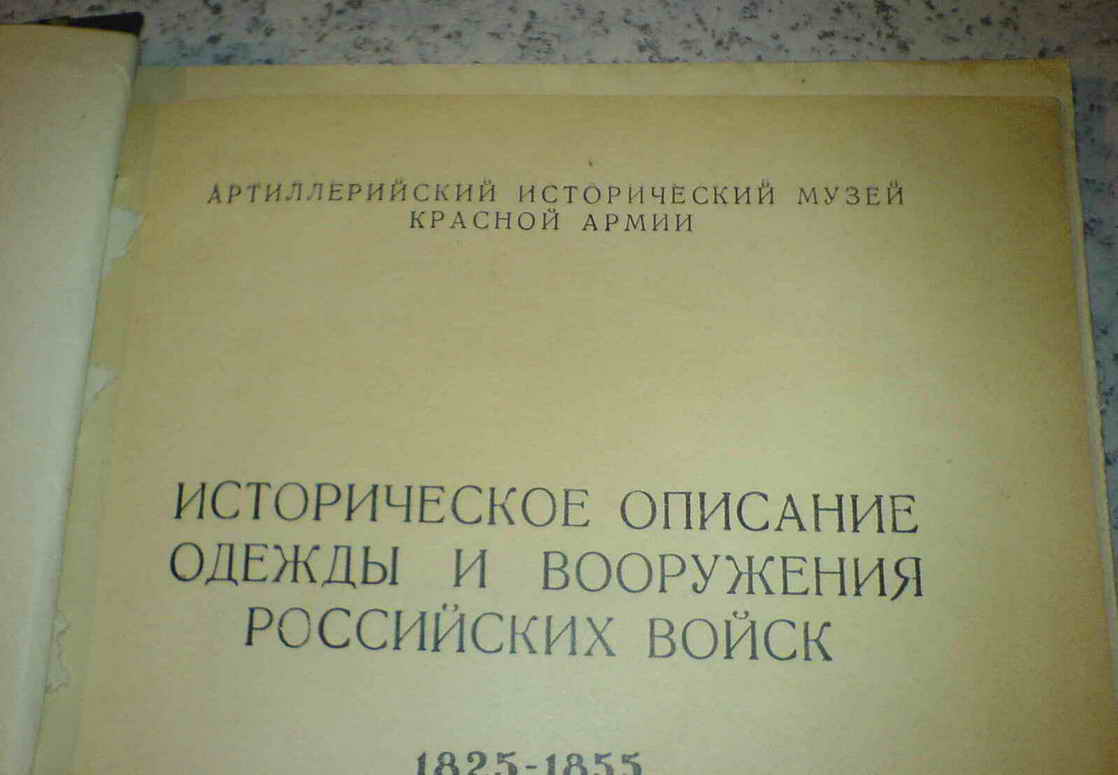 АРТИЛЛЕРИЙСКИЙ ИСТОРИЧЕСКИЙ МУЗЕЙ
КРАСНОЙ АРМИИ
ИСТОРИЧЕСКОЕ ОПИСАНИЕ
ОДЕЖДЫ И ВООРУЖЕНИЯ
РОССИЙСКИХ ВОЙСК
1825-1855